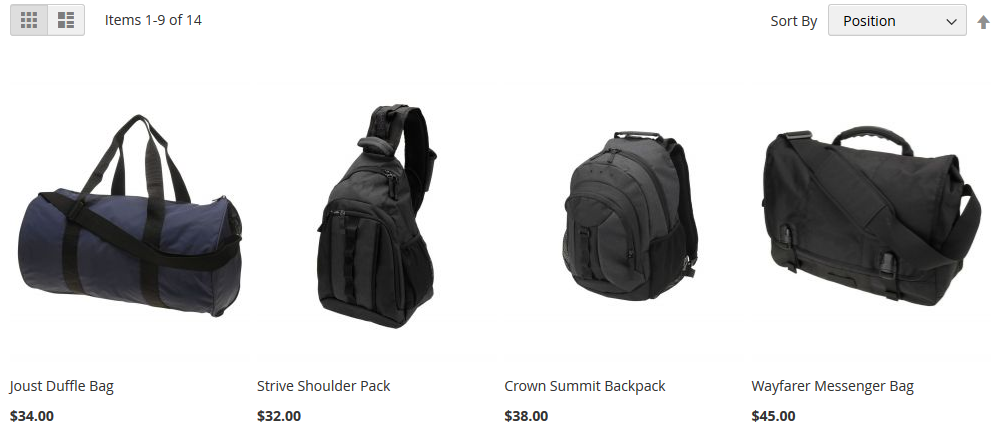 Items 1-9 of 14
Sort By Position
Joust Duffle Bag
Strive Shoulder Pack
Crown Summit Backpack
Wayfarer Messenger Bag
$34.00
$32.00
$38.00
$45.00